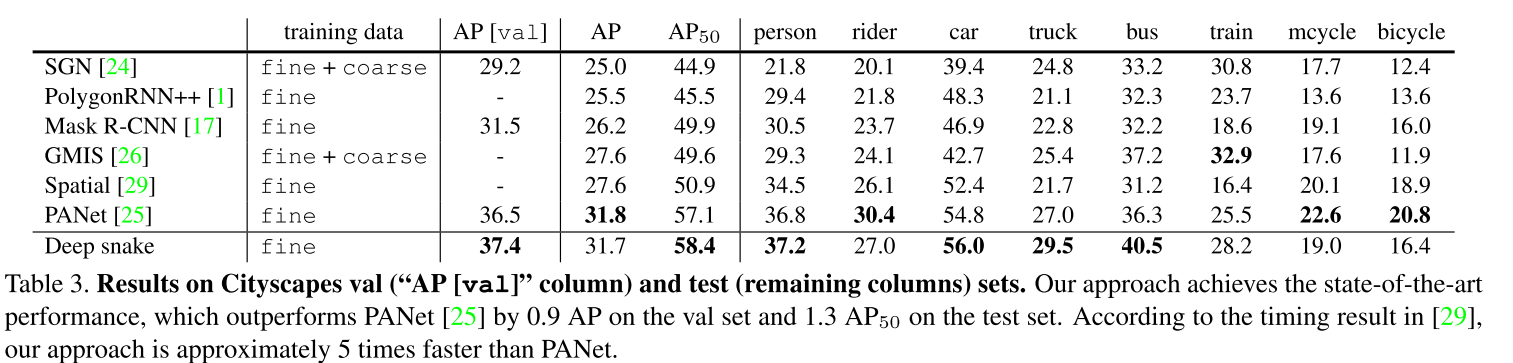 training data AP [val] AP AP50 person rider car truck bus train mcycle bicycle
SGN [24] fine + coarse 29.2 25.0 44.9 21.8 20.1 39.4 24.8 33.2 30.8 17.7 12.4
PolygonRNN++ [1] fine - 25.5 45.5 29.4 21.8 48.3 21.1 32.3 23.7 13.6 13.6
Mask R-CNN [17] fine 31.5 26.2 49.9 30.5 23.7 46.9 22.8 32.2 18.6 19.1 16.0
GMIS [26] fine + coarse - 27.6 49.6 29.3 24.1 42.7 25.4 37.2 32.9 17.6 11.9
Spatial [29] fine - 27.6 50.9 34.5 26.1 52.4 21.7 31.2 16.4 20.1 18.9
PANet [25] fine 36.5 31.8 57.1 36.8 30.4 54.8 27.0 36.3 25.5 22.6 20.8
Deep snake fine 37.4 31.7 58.4 37.2 27.0 56.0 29.5 40.5 28.2 19.0 16.4
Table 3. Results on Cityscapes val (“AP [val]” column) and test (remaining columns) sets. Our approach achieves the state-of-the-art
performance, which outperforms PANet [25] by 0.9 AP on the val set and 1.3 AP50 on the test set. According to the timing result in [29],
our approach is approximately 5 times faster than PANet.